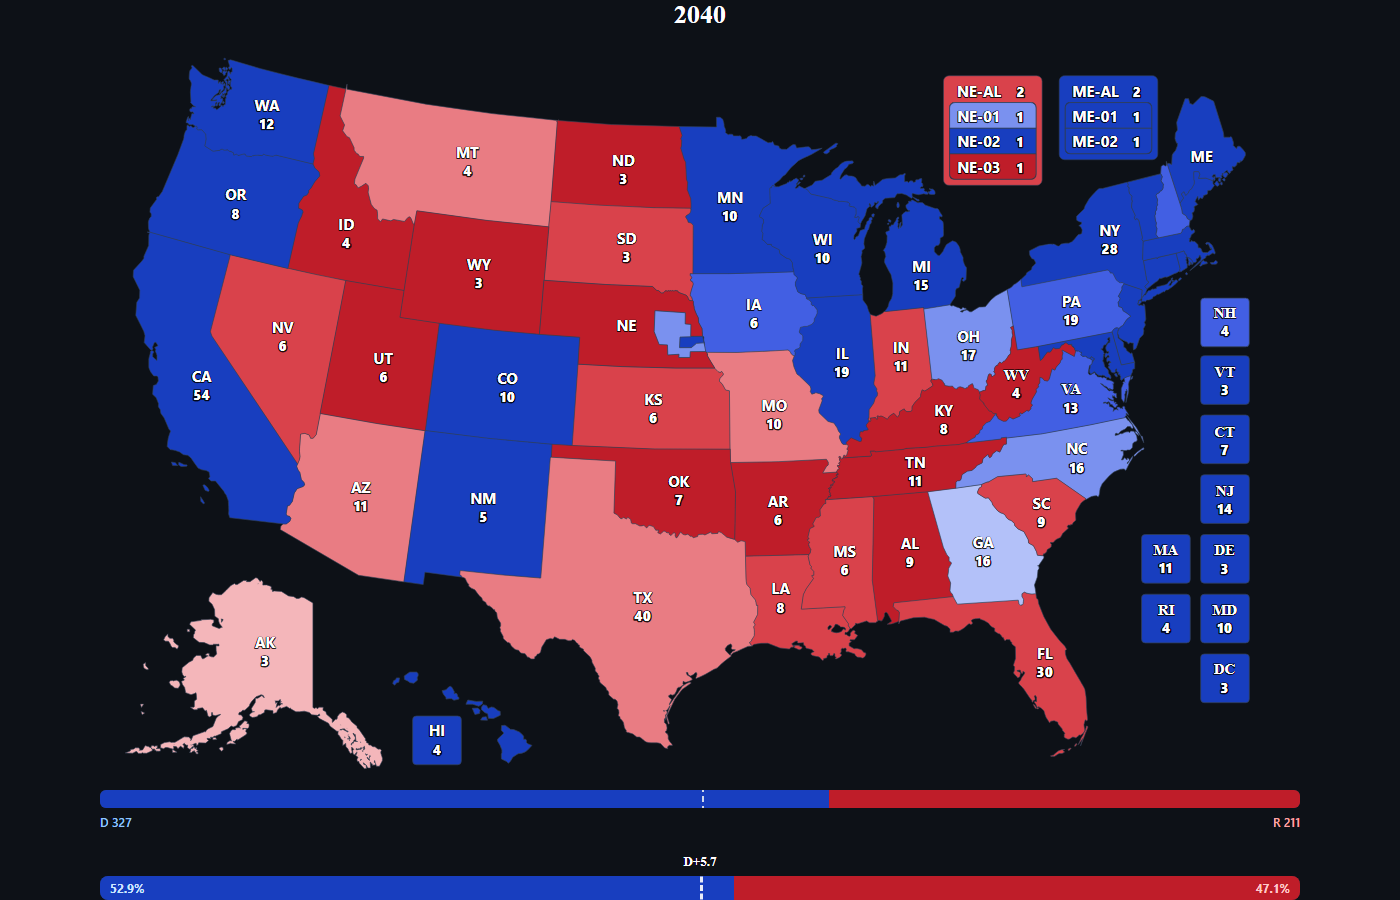 2040
WA
12
OR
8
CA
54
NV
6
ID
4
MT
4
WY
3
UT
6
AZ
11
CO
10
NM
5
ND
3
SD
3
NE
KS
6
OK
7
TX
40
MN
10
IA
6
MO
10
AR
6
LA
8
WI
10
IL
19
MI
15
IN
11
OH
17
KY
8
TN
11
MS
6
AL
9
GA
16
FL
30
SC
9
NC
16
VA
13
WV
4
PA
19
NY
28
ME
NE-AL 2
NE-01 1
NE-02 1
NE-03 1
ME-AL 2
ME-01 1
ME-02 1
NH
4
VT
3
CT
7
NJ
14
MA
11
DE
3
RI
4
MD
10
DC
3
AK
3
HI
4
D 327
R 211
D+5.7
52.9%
47.1%